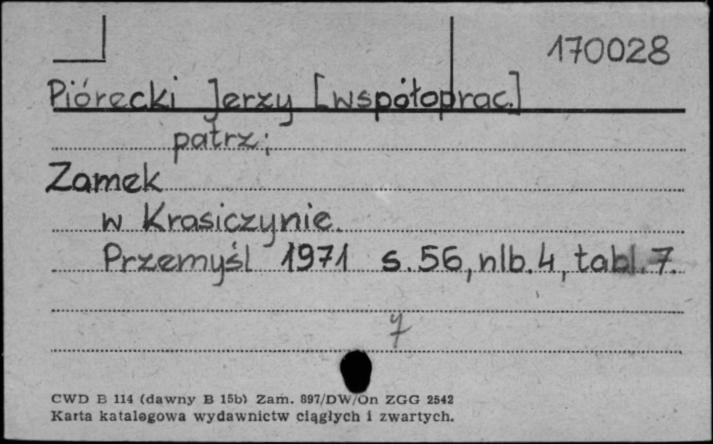 170028
Piórecki Jerzy [współoprac.]
patrz:
Zamek
w Krasiczynie.
Przemyśl 1971 s. 56, nlb. 4, tabl. 7.
7
CWD B 114 (dawny B 15b) Zam. 897/DW/On ZGG 2542
Karta katalogowa wydawnictw ciągłych i zwartych.